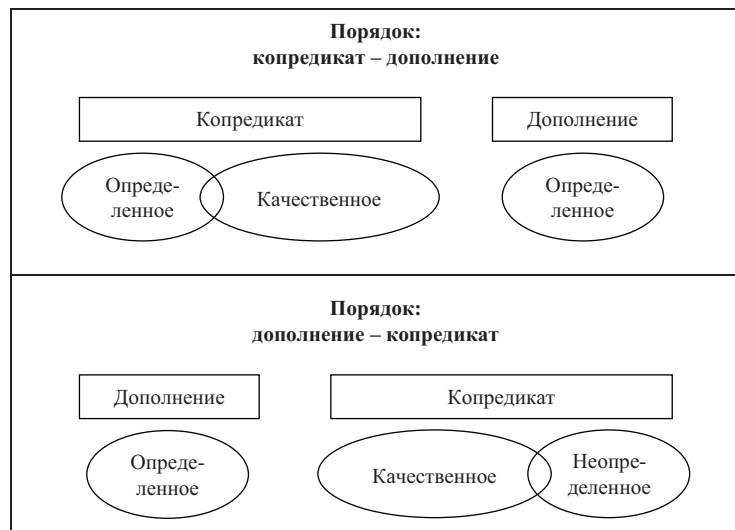 Порядок:
копредикат – дополнение
Копредикат
Дополнение
Опреде-
ленное
Качественное
Опреде-
ленное
Порядок:
дополнение – копредикат
Дополнение
Копредикат
Опреде-
ленное
Качественное
Неопре-
деленное